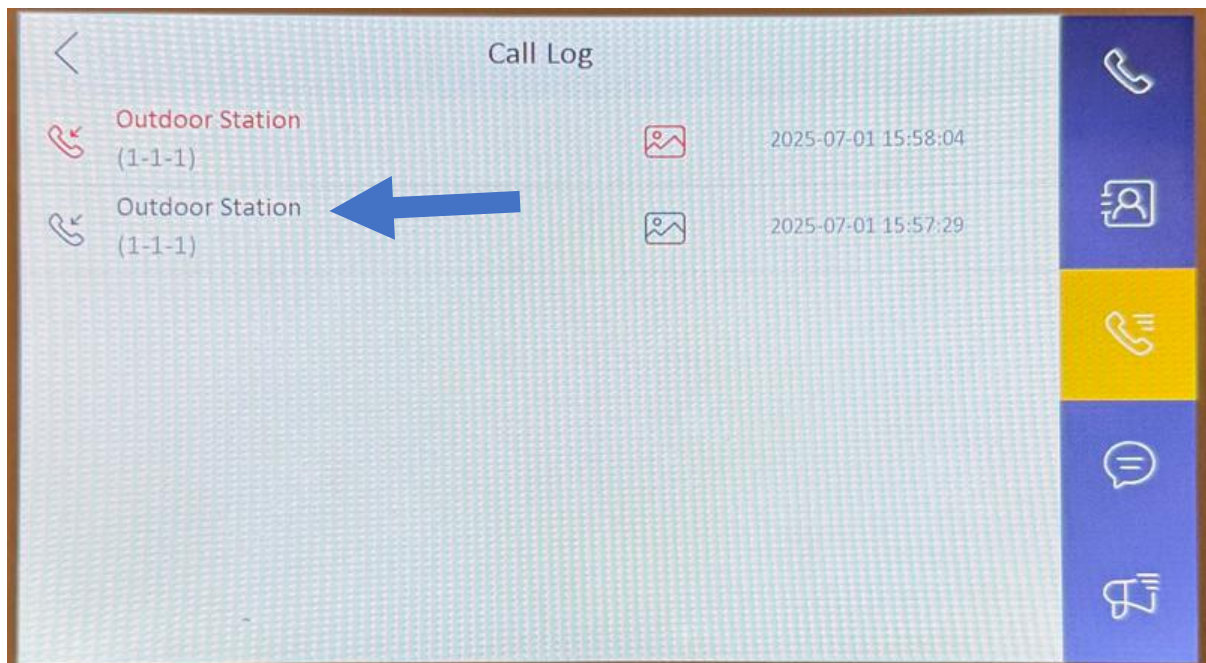 Call Log
Outdoor Station
(1-1-1)
2025-07-01 15:58:04
Outdoor Station
(1-1-1)
2025-07-01 15:57:29